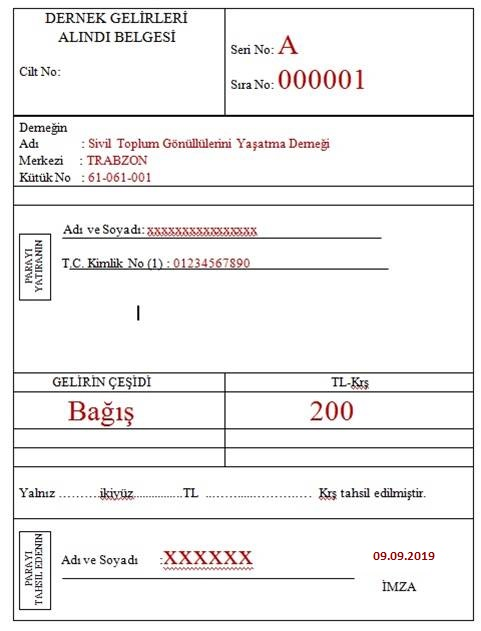 DERNEK GELİRLERİ
ALINDI BELGESİ
Cilt No:
Seri No: A
Sıra No: 000001
Derneğin
Adı : Sivil Toplum Gönüllülerini Yaşatma Derneği
Merkezi : TRABZON
Kütük No : 61-061-001
PARAYI
YATIRANIN
Adı ve Soyadı: xxxxxxxxxxxxxxxx
T.C. Kimlik No (1) : 01234567890
GELİRİN ÇEŞİDİ TL-Krş
Bağış 200
Yalnız ..........ikiyüz...............TL .......................... Krş tahsil edilmiştir.
PARAYI
TAHSIL EDENIN
Adı ve Soyadı :XXXXXX
09.09.2019
İMZA